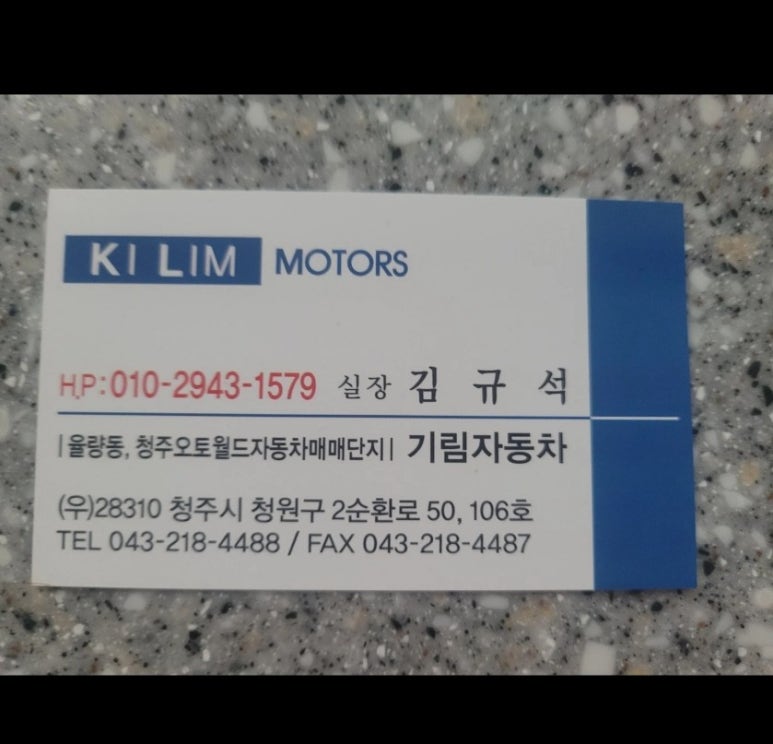 KI LIM MOTORS
H.P:010-2943-1579 실장 김 규 석
|율량동, 청주오토월드자동차매매단지| 기림자동차
(우)28310 청주시 청원구 2순환로 50, 106호
TEL 043-218-4488 / FAX 043-218-4487